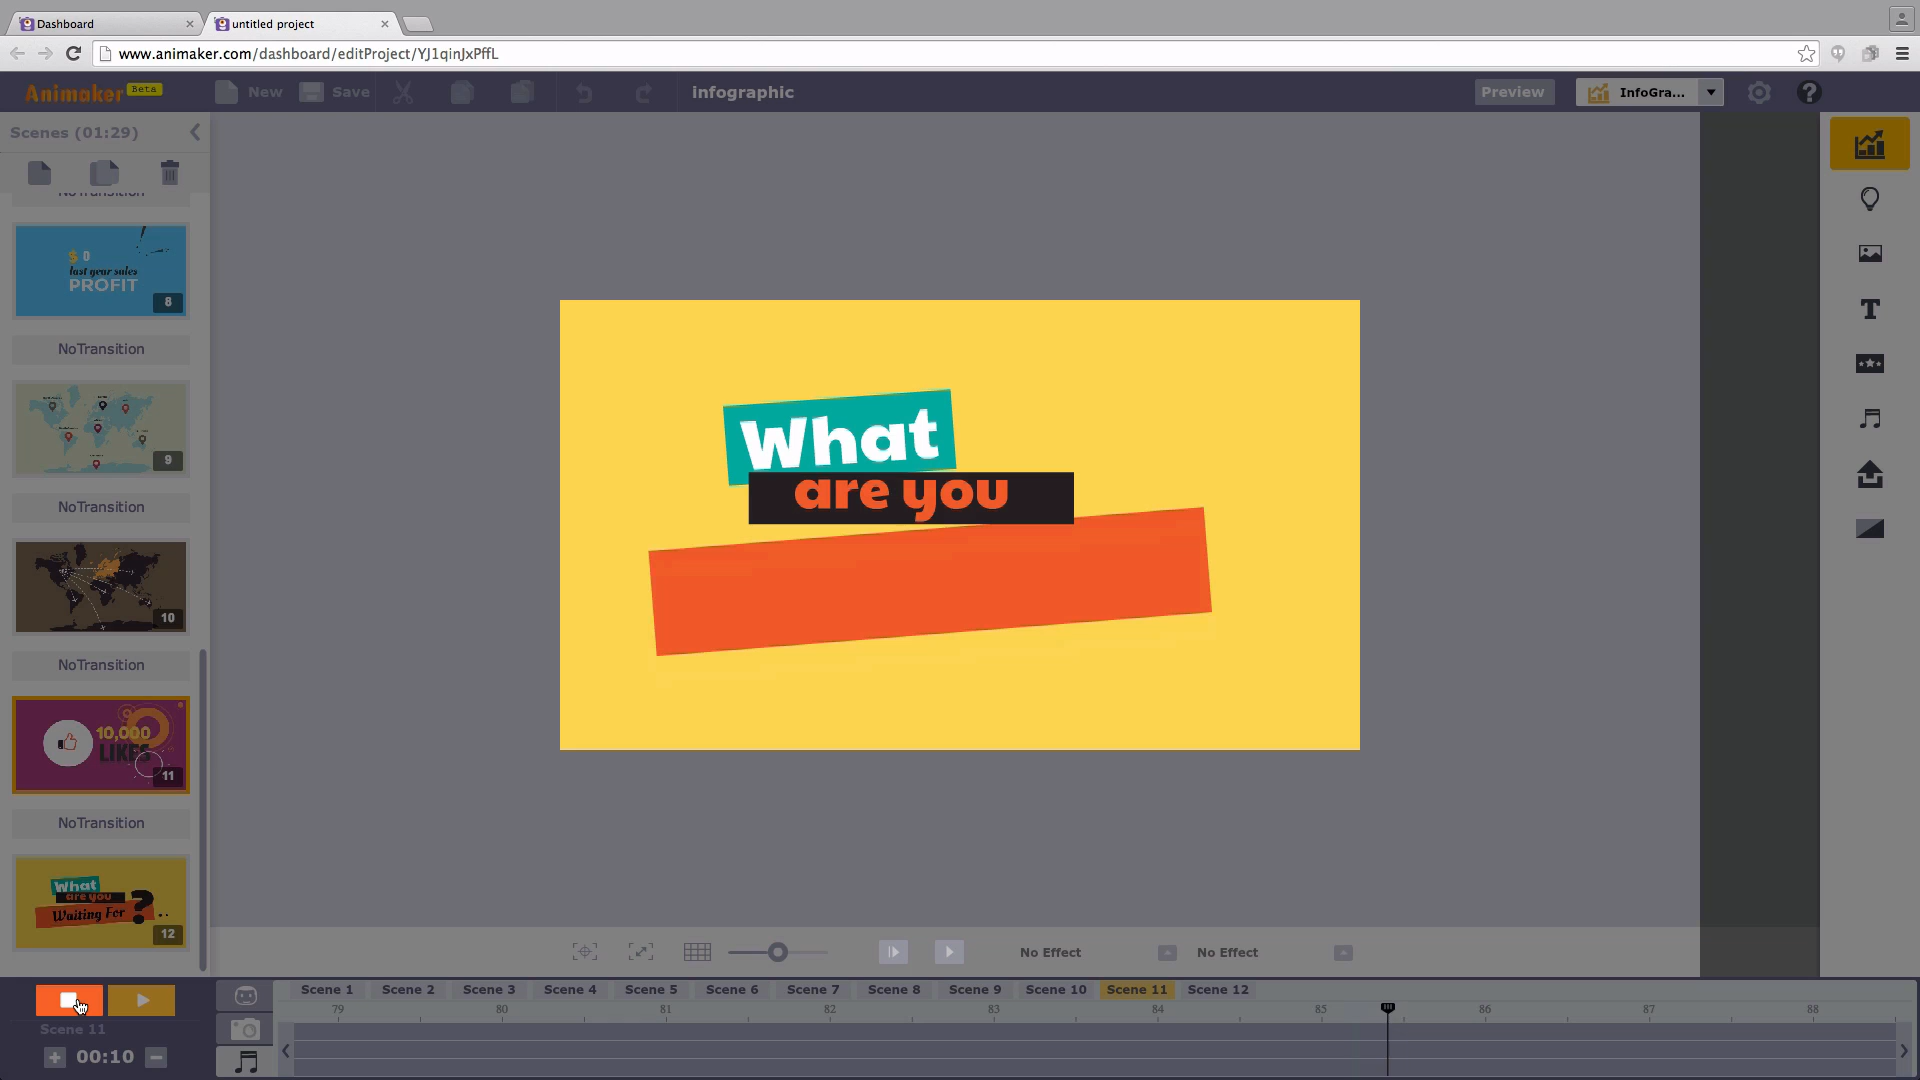 Dashboard
untitled project
www.animaker.com/dashboard/editProject/YJ1qinJxPffL
Animaker Beta
New
Save
infographic
Preview
InfoGra...
?
Scenes (01:29)
NoTransition
$ 0
last year sales
PROFIT
8
NoTransition
9
NoTransition
10
NoTransition
10,000
LIKES
11
NoTransition
What
are you
Waiting For ? ..
12
What
are you
No Effect
No Effect
Scene 1
Scene 2
Scene 3
Scene 4
Scene 5
Scene 6
Scene 7
Scene 8
Scene 9
Scene 10
Scene 11
Scene 12
79
80
81
82
83
84
85
86
87
88
Scene 11
+ 00:10 −